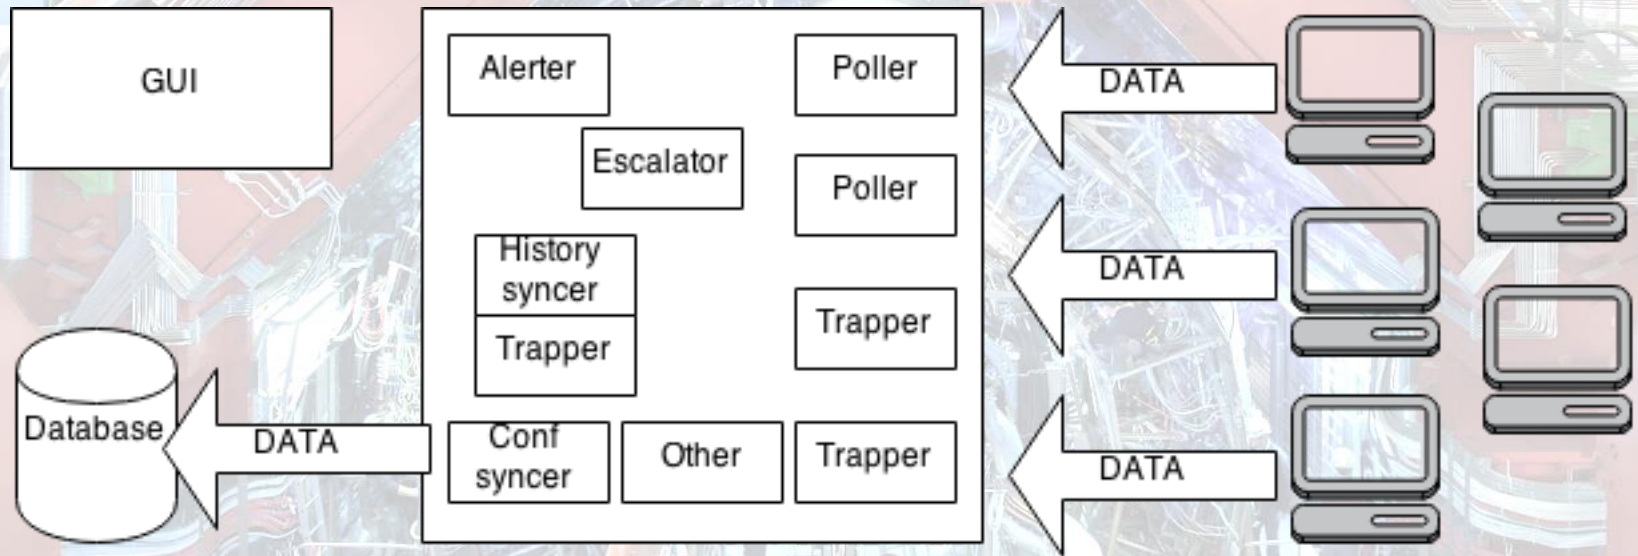 GUI
Alerter
Poller
DATA
Escalator
Poller
History
syncer
DATA
Trapper
Trapper
Database
DATA
Conf
syncer
Other
Trapper
DATA